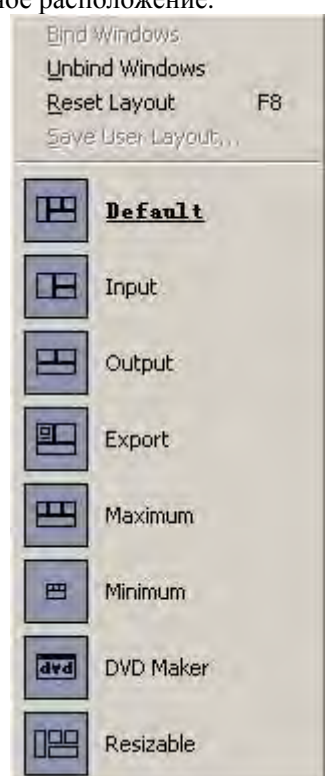 ное расположение.
Bind Windows
Unbind Windows
Reset Layout F8
Save User Layout...
Default
Input
Output
Export
Maximum
Minimum
dvd DVD Maker
Resizable